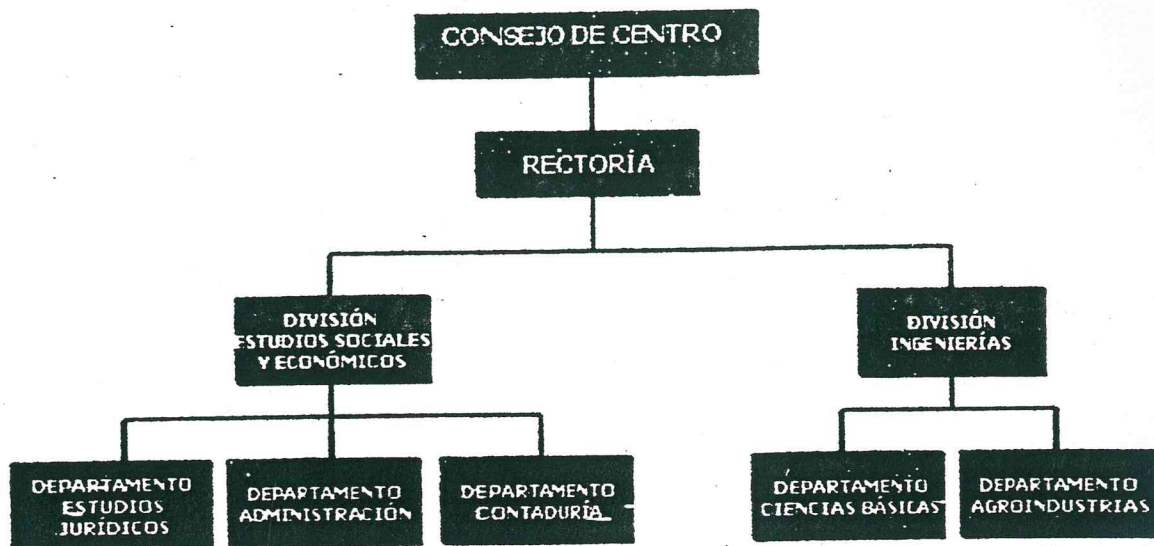 CONSEJO DE CENTRO
RECTORÍA
DIVISIÓN
ESTUDIOS SOCIALES
Y ECONÓMICOS
DIVISIÓN
INGENIERÍAS
DEPARTAMENTO
ESTUDIOS
JURÍDICOS
DEPARTAMENTO
ADMINISTRACIÓN
DEPARTAMENTO
CONTADURÍA
DEPARTAMENTO
CIENCIAS BÁSICAS
DEPARTAMENTO
AGROINDUSTRIAS